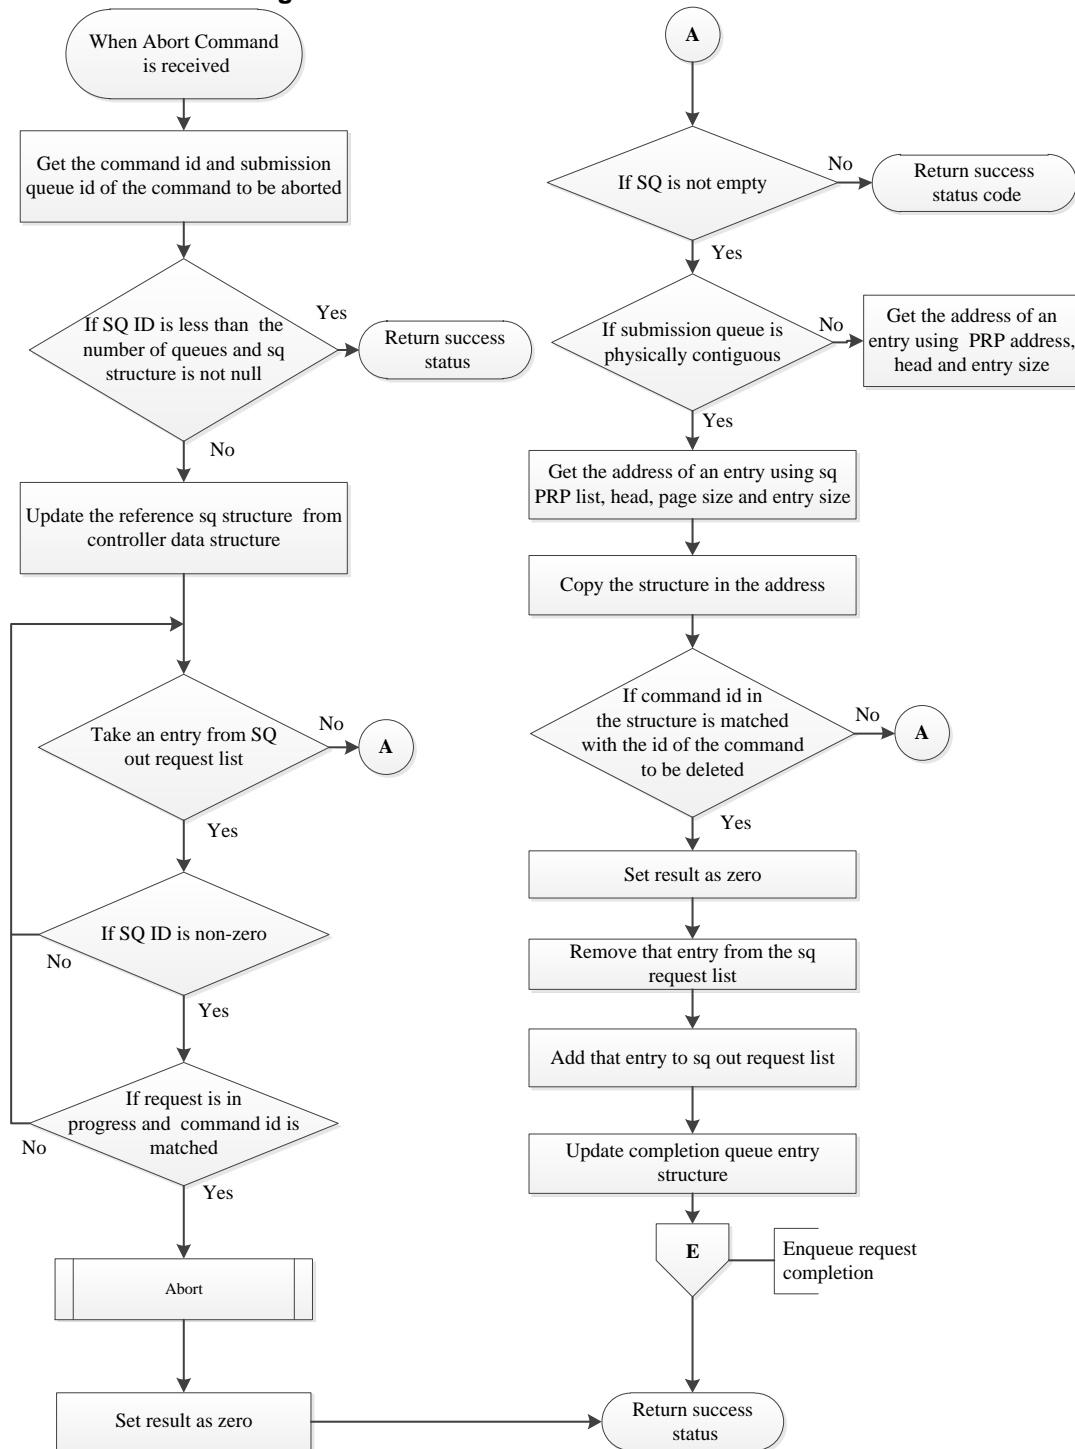 When Abort Command
is received
Get the command id and submission
queue id of the command to be aborted
If SQ ID is less than the
number of queues and sq
structure is not null
Yes
Return success
status
No
Update the reference sq structure from
controller data structure
Take an entry from SQ
out request list
No
A
Yes
If SQ ID is non-zero
No
Yes
If request is in
progress and command id is
matched
No
Yes
Abort
Set result as zero
A
If SQ is not empty
No
Return success
status code
Yes
If submission queue is
physically contiguous
No
Get the address of an
entry using PRP address,
head and entry size
Yes
Get the address of an entry using sq
PRP list, head, page size and entry size
Copy the structure in the address
If command id in
the structure is matched
with the id of the command
to be deleted
No
A
Yes
Set result as zero
Remove that entry from the sq
request list
Add that entry to sq out request list
Update completion queue entry
structure
E
Enqueue request
completion
Return success
status